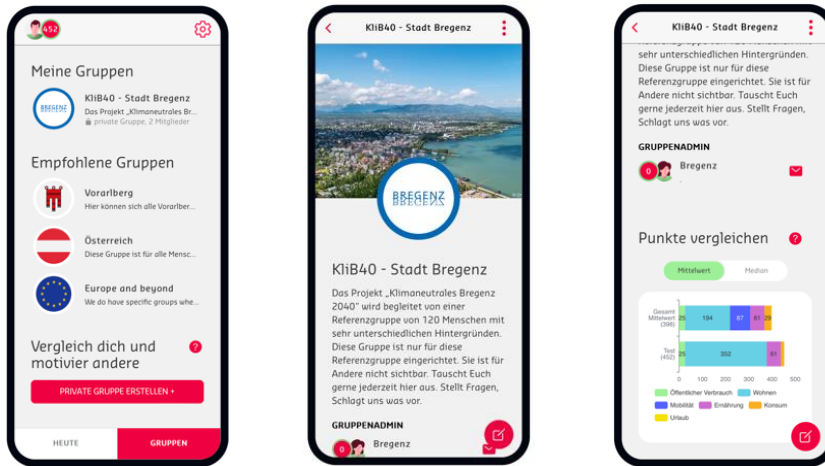 452
Meine Gruppen
BREGENZ
KliB40 - Stadt Bregenz
Das Projekt „Klimaneutrales Br...
private Gruppe, 2 Mitglieder
Empfohlene Gruppen
Vorarlberg
Hier können sich alle Vorarlber...
Österreich
Diese Gruppe ist für alle Mensc...
Europe and beyond
We do have specific groups whe...
Vergleich dich und
motivier andere
?
PRIVATE GRUPPE ERSTELLEN +
HEUTE
GRUPPEN
KliB40 - Stadt Bregenz
BREGENZ
KliB40 - Stadt Bregenz
Das Projekt „Klimaneutrales Bregenz
2040" wird begleitet von einer
Referenzgruppe von 120 Menschen mit
sehr unterschiedlichen Hintergründen.
Diese Gruppe ist nur für diese
Referenzgruppe eingerichtet. Sie ist für
Andere nicht sichtbar. Tauscht Euch
gerne jederzeit hier aus. Stellt Fragen,
Schlagt uns was vor.
GRUPPENADMIN
0
Bregenz
KliB40 - Stadt Bregenz
Referenzgruppe von 120 Menschen mit
sehr unterschiedlichen Hintergründen.
Diese Gruppe ist nur für diese
Referenzgruppe eingerichtet. Sie ist für
Andere nicht sichtbar. Tauscht Euch
gerne jederzeit hier aus. Stellt Fragen,
Schlagt uns was vor.
GRUPPENADMIN
0
Bregenz
.
Punkte vergleichen
?
Mittelwert
Median
Gesamt
Mittelwert
(398)
25 194 87 61 29
Test
(452)
25 352 61
0 100 200 300 400 500
Öffentlicher Verbrauch Wohnen
Mobilität Ernährung Konsum
Urlaub